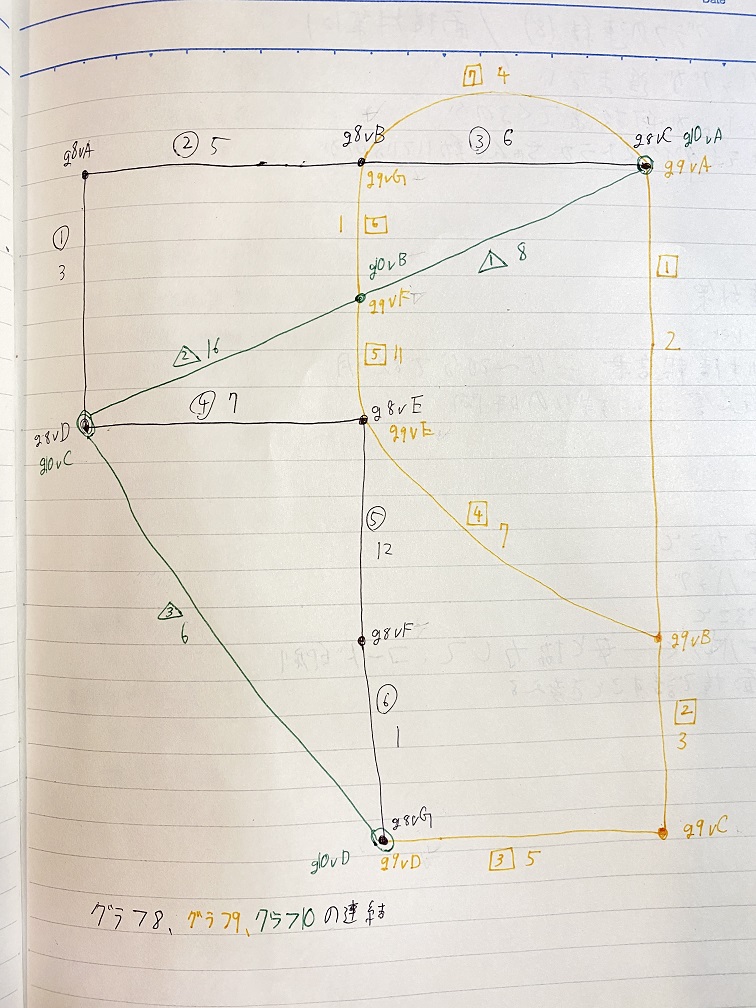 Date
7 4
g8vA
② 5
g8vB
③ 6
g8vC g10vA
g9vG
g9vA
①
3
1 6
g10vB
△1 8
1
g9vF
2
△2 16
5 11
④ 7
g8vE
g9vE
g8vD
g10vC
⑤
12
4
7
△3
6
g8vF
g9vB
⑥
1
2
3
g8vG
g9vC
g10vD
g9vD
3 5
グラフ8、グラフ9、グラフ10の連結